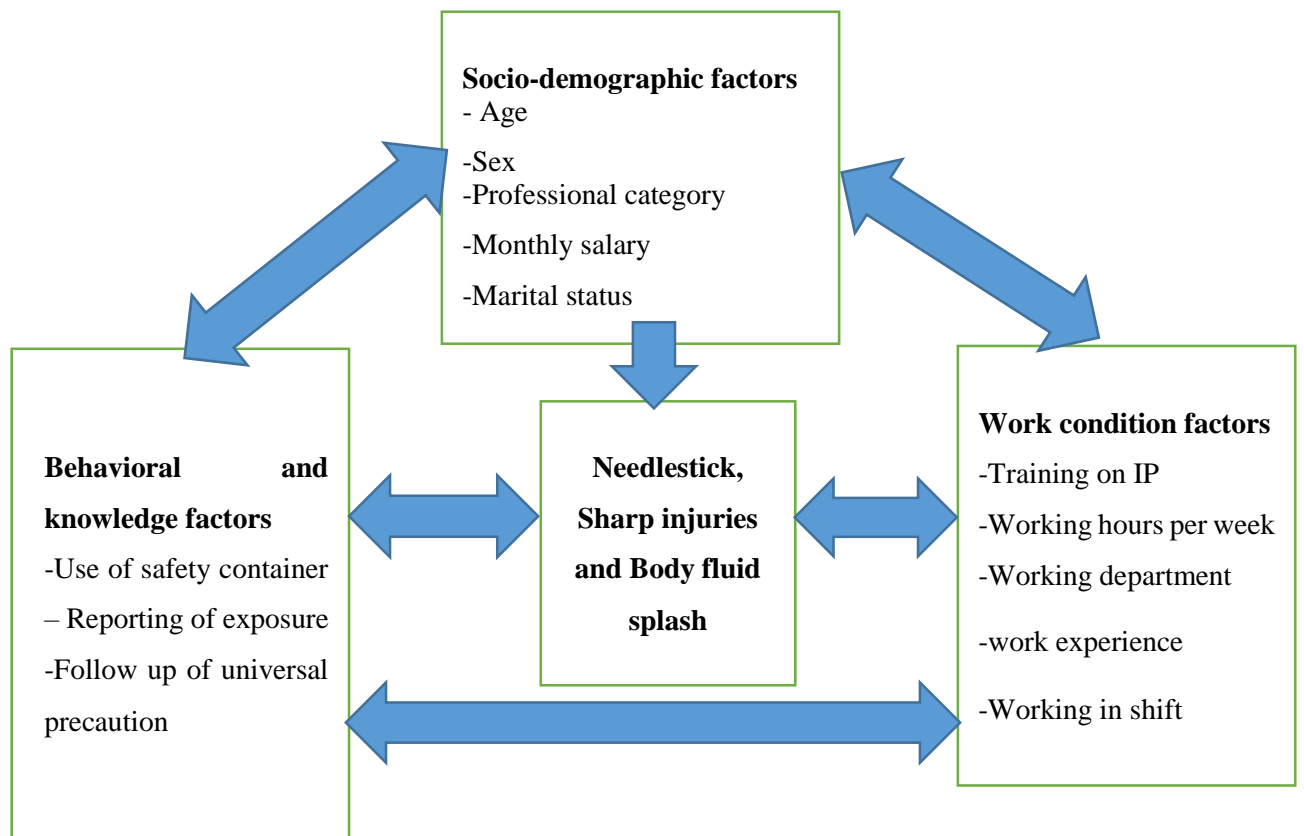 Socio-demographic factors
- Age
-Sex
-Professional category
-Monthly salary
-Marital status
Behavioral and
knowledge factors
-Use of safety container
– Reporting of exposure
-Follow up of universal
precaution
Needlestick,
Sharp injuries
and Body fluid
splash
Work condition factors
-Training on IP
-Working hours per week
-Working department
-work experience
-Working in shift